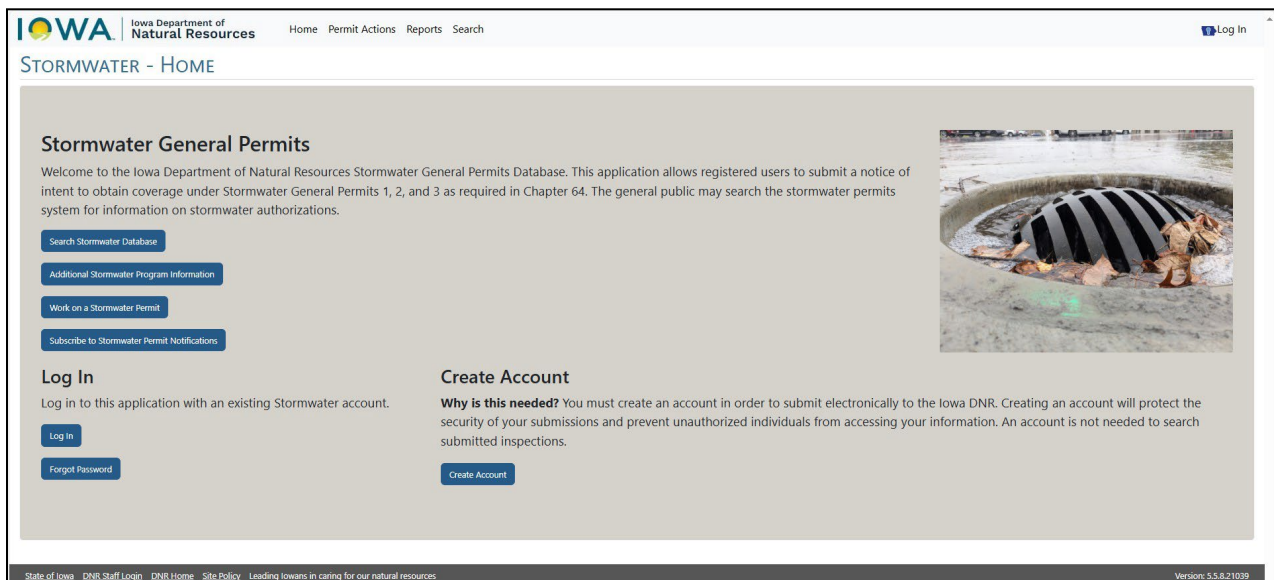 IOWA
Iowa Department of
Natural Resources
Home Permit Actions Reports Search
Log In
STORMWATER - HOME
Stormwater General Permits
Welcome to the Iowa Department of Natural Resources Stormwater General Permits Database. This application allows registered users to submit a notice of
intent to obtain coverage under Stormwater General Permits 1, 2, and 3 as required in Chapter 64. The general public may search the stormwater permits
system for information on stormwater authorizations.
Search Stormwater Database
Additional Stormwater Program Information
Work on a Stormwater Permit
Subscribe to Stormwater Permit Notifications
Log In
Log in to this application with an existing Stormwater account.
Log In
Forgot Password
Create Account
Why is this needed? You must create an account in order to submit electronically to the Iowa DNR. Creating an account will protect the
security of your submissions and prevent unauthorized individuals from accessing your information. An account is not needed to search
submitted inspections.
Create Account
State of Iowa DNR Staff Login DNR Home Site Policy Leading Iowans in caring for our natural resources
Version: 5.5.8.21039